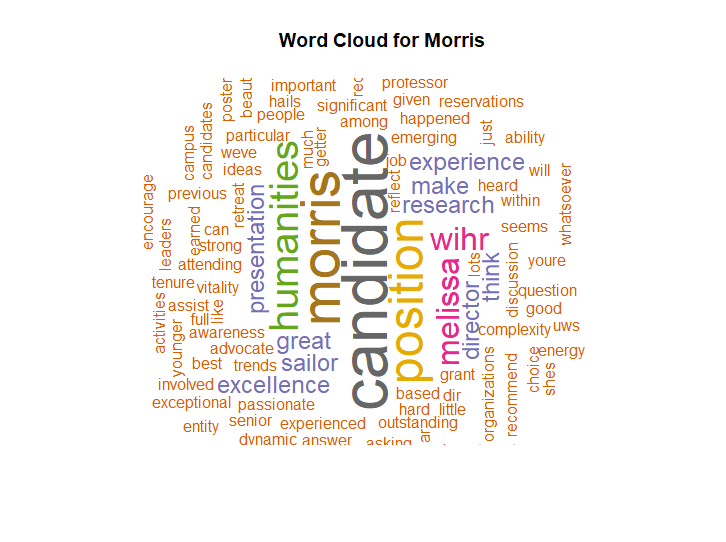 Word Cloud for Morris
poster
beaut
important
rec
professor
hails
significant
given
reservations
campus
candidates
people
among
happened
just
particular
much
getter
emerging
ability
weve
humanities
candidate
job
experience
ideas
morris
reflect
make
heard
will
whatsoever
encourage
previous
retreat
presentation
research
within
leaders
earned
can
position
wihr
seems
strong
attending
melissa
lots
think
discussion
youre
tenure
vitality
director
question
activities
assist
full
like
good
awareness
great
complexity
uws
younger
advocate
energy
best
trends
sailor
grant
organizations
recommend
choice
shes
involved
excellence
based
dir
exceptional
passionate
hard
little
entity
senior
experienced
outstanding
dynamic
answer
asking